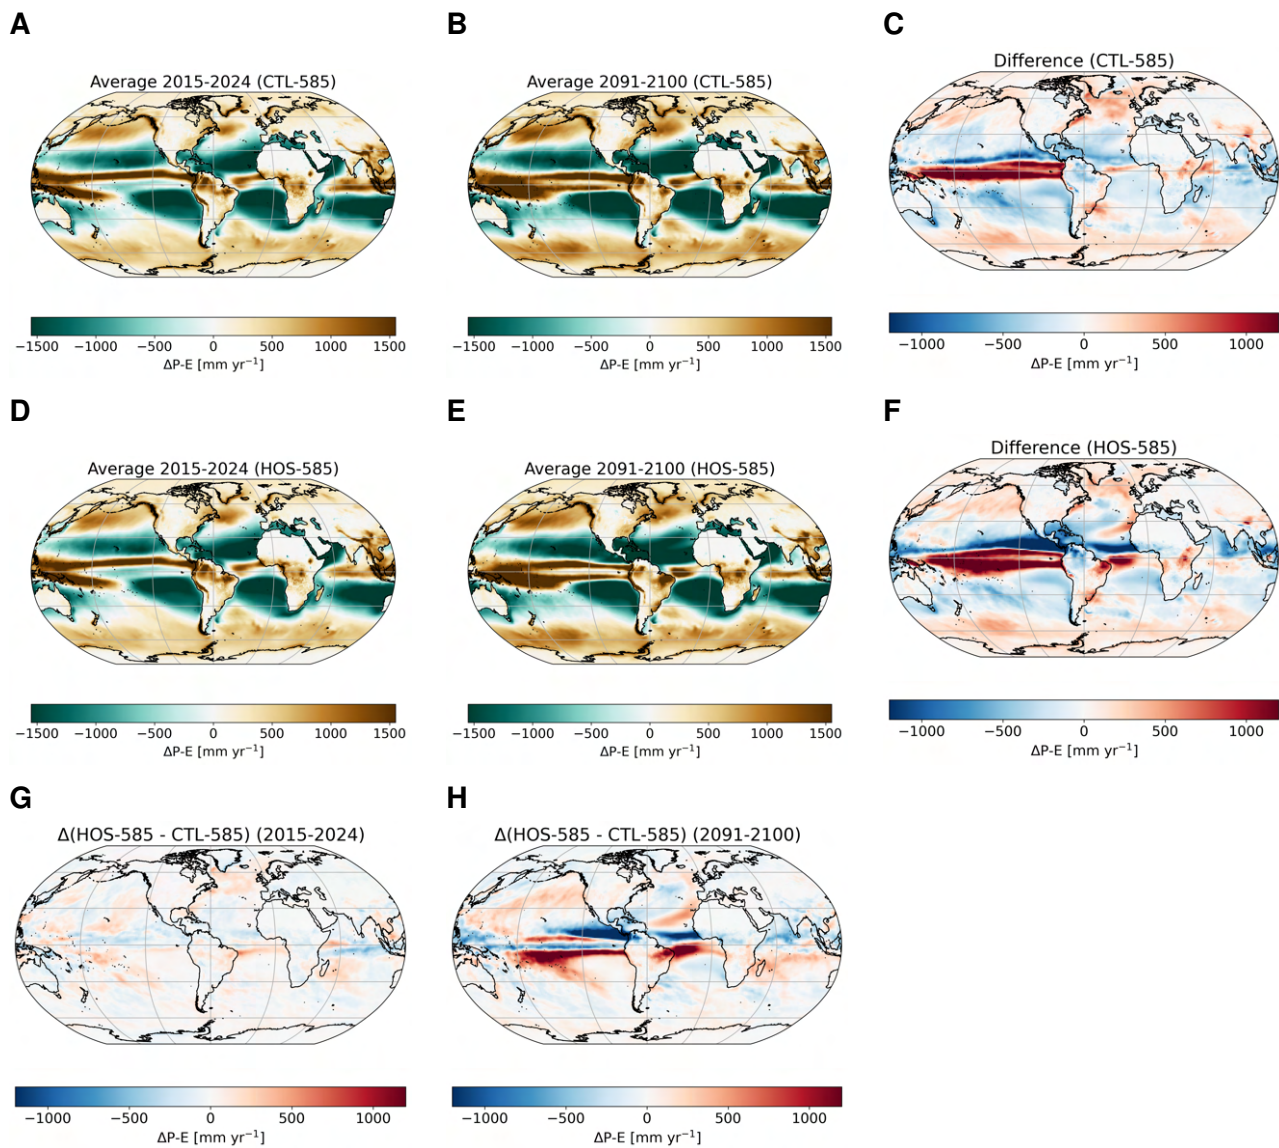 A
B
C
Average 2015-2024 (CTL-585)
Average 2091-2100 (CTL-585)
Difference (CTL-585)
−1500 −1000 −500 0 500 1000 1500
ΔP-E [mm yr⁻¹]
−1500 −1000 −500 0 500 1000 1500
ΔP-E [mm yr⁻¹]
−1000 −500 0 500 1000
ΔP-E [mm yr⁻¹]
D
E
F
Average 2015-2024 (HOS-585)
Average 2091-2100 (HOS-585)
Difference (HOS-585)
−1500 −1000 −500 0 500 1000 1500
ΔP-E [mm yr⁻¹]
−1500 −1000 −500 0 500 1000 1500
ΔP-E [mm yr⁻¹]
−1000 −500 0 500 1000
ΔP-E [mm yr⁻¹]
G
H
Δ(HOS-585 - CTL-585) (2015-2024)
Δ(HOS-585 - CTL-585) (2091-2100)
−1000 −500 0 500 1000
ΔP-E [mm yr⁻¹]
−1000 −500 0 500 1000
ΔP-E [mm yr⁻¹]